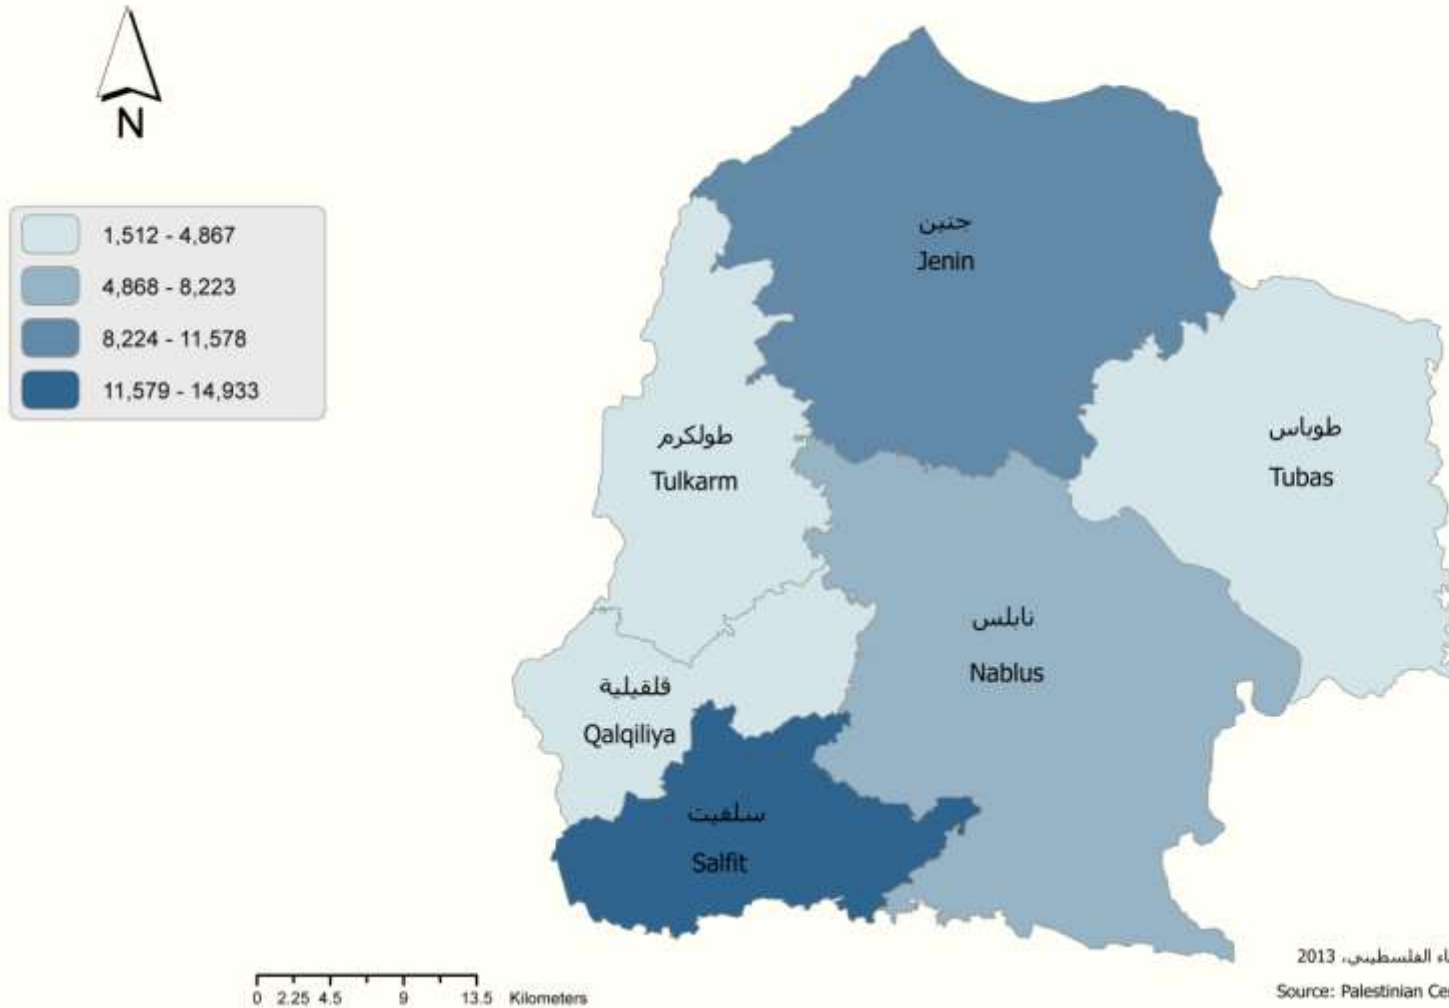 N
1,512 - 4,867
4,868 - 8,223
8,224 - 11,578
11,579 - 14,933
جنين
Jenin
طولكرم
Tulkarm
طوباس
Tubas
نابلس
Nablus
قلقيلية
Qalqiliya
سلفيت
Salfit
الفلسطيني، 2013
Source: Palestinian
0 2.25 4.5 9 13.5 Kilometers